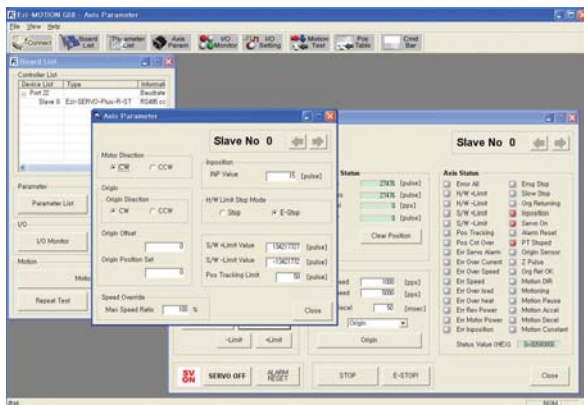 Ezi-MOTION GUI - Axis Parameter
File View Help
Connect
Board List
Parameter List
Axis Param
I/O Monitor
I/O Setting
Motion Test
Pos Table
Cmd Bar
Board List
Controller List
Device List Type Informati
Port 22 Baudrate
Slave 0 Ezi-SERVO-Plus-R-ST RS485 cc
Parameter
Parameter List
I/O
I/O Monitor
Motion
Repeat Test
Axis Parameter
Slave No 0
Motor Direction
CW CCW
Origin
Origin Direction
CW CCW
Origin Offset
0
Origin Position Set
0
Speed Override
Max Speed Ratio 100 %
Inposition
INP Value 15 [pulse]
H/W Limit Stop Mode
Stop E-Stop
S/W +Limit Value 134217727 [pulse]
S/W -Limit Value [pulse]
Pos Tracking Limit [pulse]
Close
Slave No 0
Status
27476 [pulse]
27476 [pulse]
0 [pps]
0 [pulse]
Clear Position
1000 [pps]
5000 [pps]
50 [msec]
Origin
-Limit +Limit
Origin
Axis Status
Error All
H/W +Limit
H/W -Limit
S/W +Limit
S/W -Limit
Pos Cnt Over
Err Servo Alarm
Err Over Current
Err Over Speed
Err Speed
Err Over load
Err Over heat
Err Rev Power
Err Motor Power
Err Inposition
Emg Stop
Slow Stop
Org Returning
Inposition
Servo On
Alarm Reset
PT Stoped
Origin Sensor
Z Pulse
Org Ret OK
Motion DIR
Motioning
Motion Pause
Motion Accel
Motion Decel
Motion Constant
Status Value (HEX)
SV ON
SERVO OFF
ALARM RESET
STOP
E-STOP!
Close
NUM